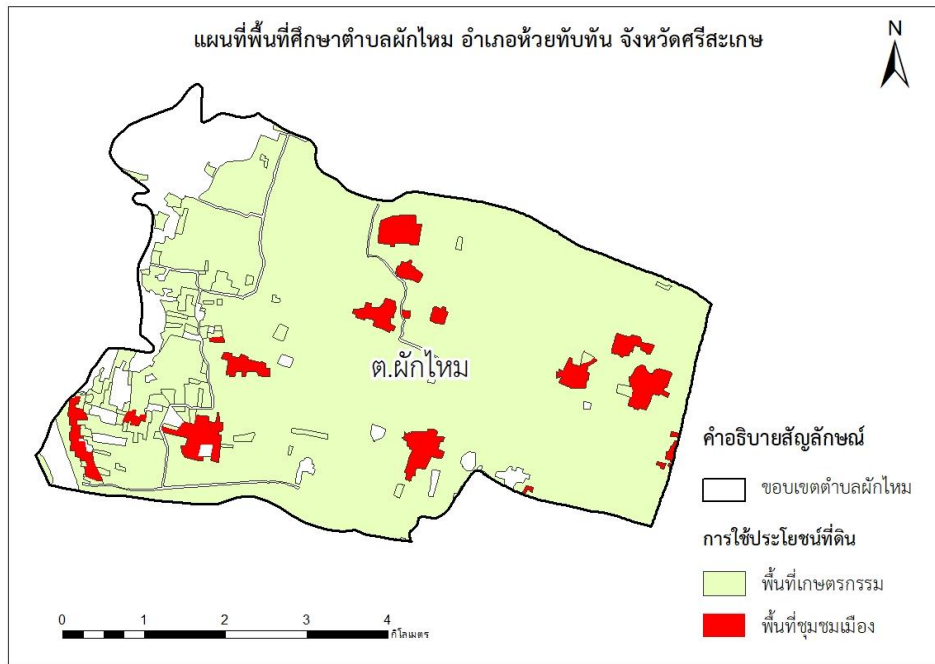 แผนที่พื้นที่ศึกษาตำบลผักไหม อำเภอห้วยทับทัน จังหวัดศรีสะเกษ
N
ต.ผักไหม
คำอธิบายสัญลักษณ์
ขอบเขตตำบลผักไหม
การใช้ประโยชน์ที่ดิน
พื้นที่เกษตรกรรม
พื้นที่ชุมชมเมือง
0 1 2 3 4
กิโลเมตร